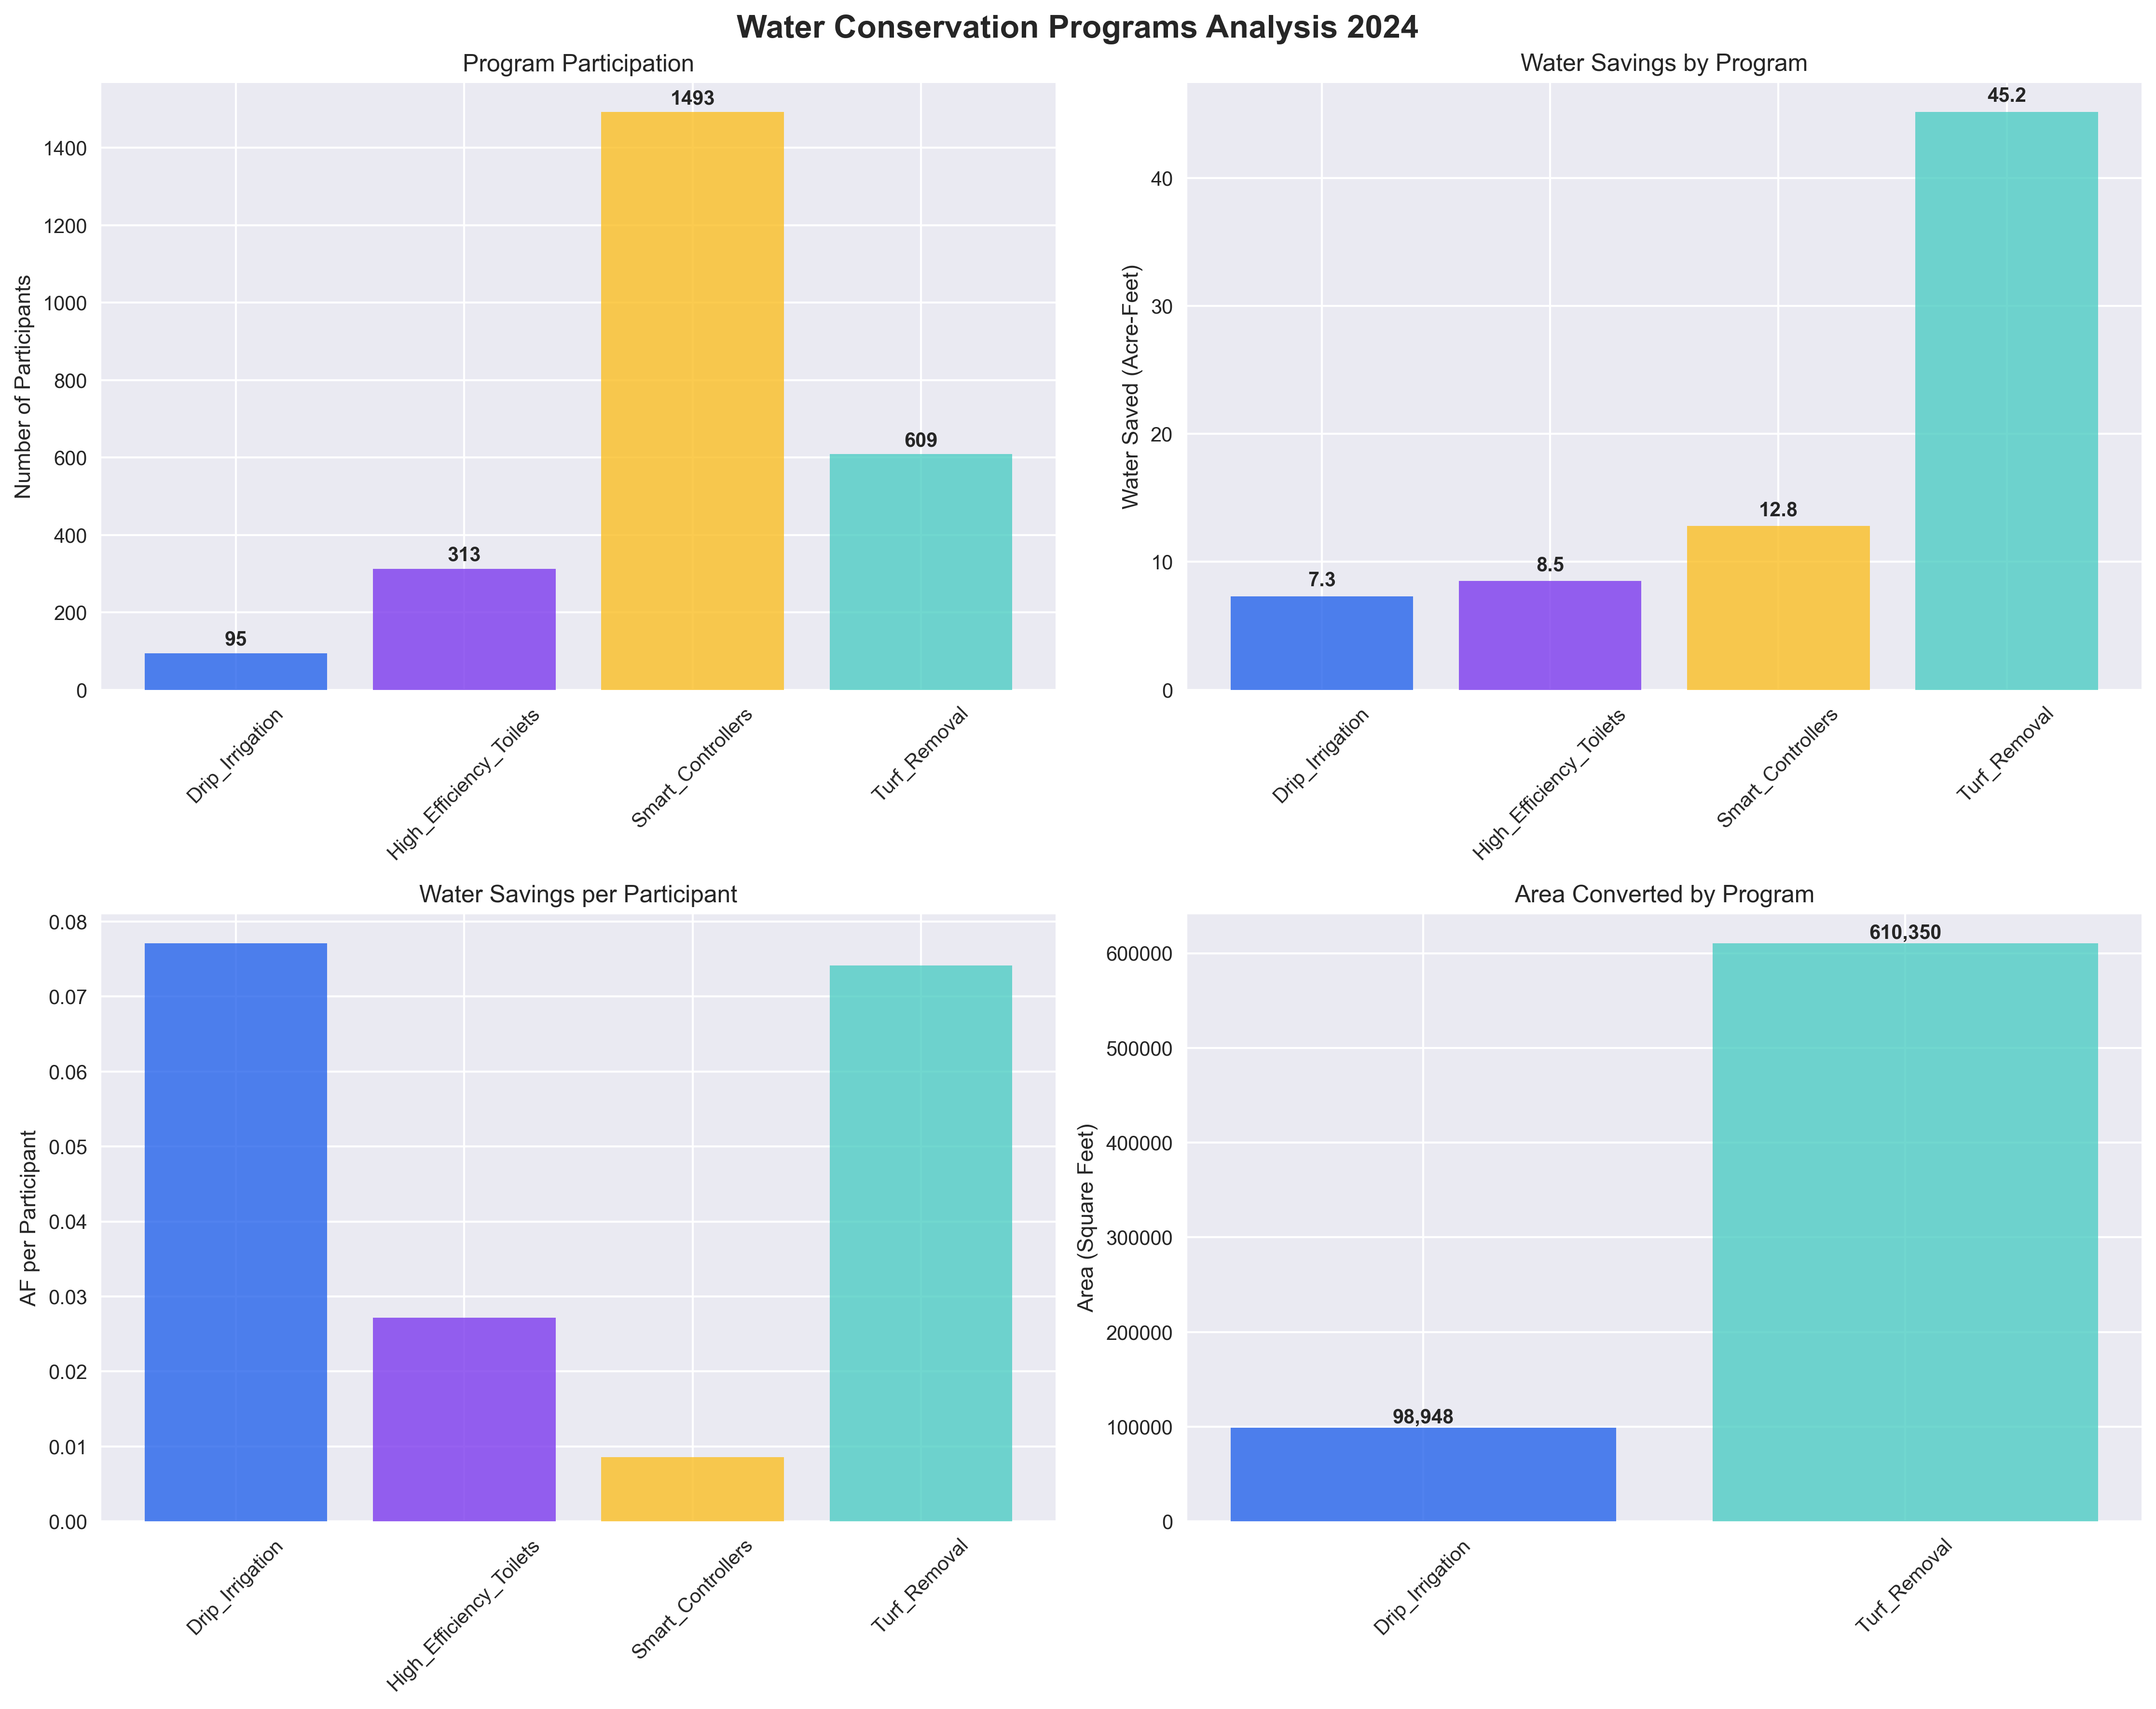 Water Conservation Programs Analysis 2024
Program Participation
Number of Participants
1400
1200
1000
800
600
400
200
0
95
313
1493
609
Drip_Irrigation
High_Efficiency_Toilets
Smart_Controllers
Turf_Removal
Water Savings by Program
Water Saved (Acre-Feet)
40
30
20
10
0
7.3
8.5
12.8
45.2
Drip_Irrigation
High_Efficiency_Toilets
Smart_Controllers
Turf_Removal
Water Savings per Participant
AF per Participant
0.08
0.07
0.06
0.05
0.04
0.03
0.02
0.01
0.00
Drip_Irrigation
High_Efficiency_Toilets
Smart_Controllers
Turf_Removal
Area Converted by Program
Area (Square Feet)
600000
500000
400000
300000
200000
100000
0
98,948
610,350
Drip_Irrigation
Turf_Removal